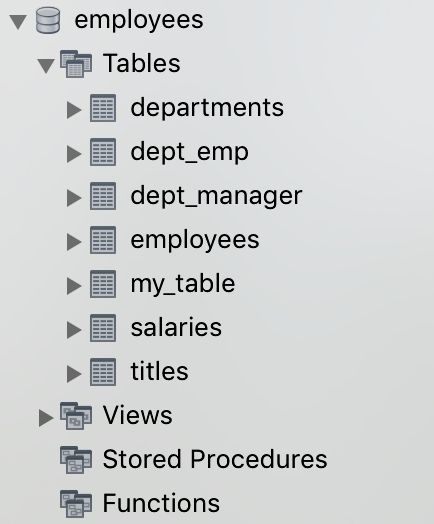 employees
Tables
departments
dept_emp
dept_manager
employees
my_table
salaries
titles
Views
Stored Procedures
Functions